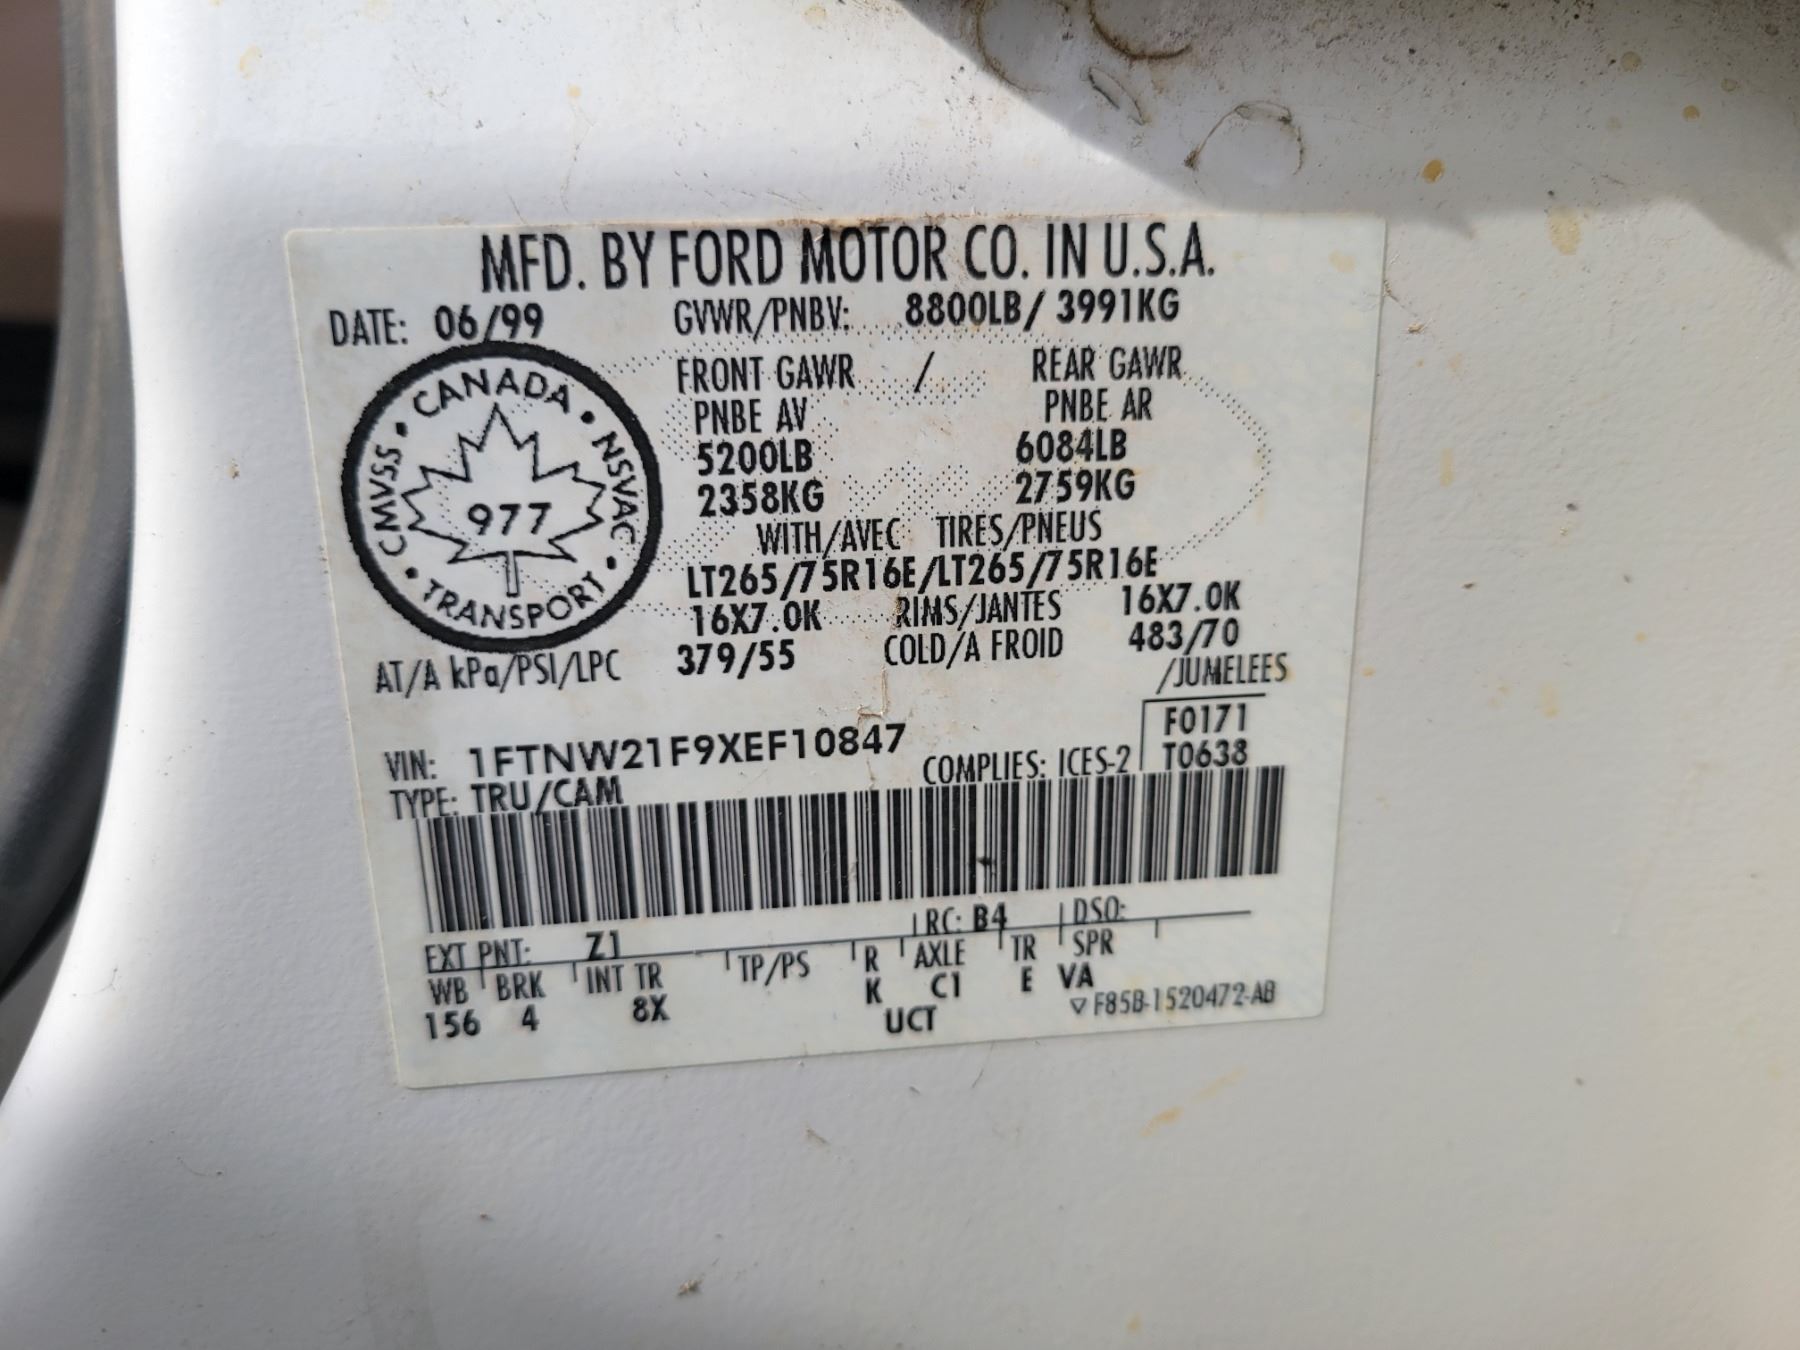 MFD. BY FORD MOTOR CO. IN U.S.A.
DATE: 06/99 GVWR/PNBV: 8800LB/ 3991KG
FRONT GAWR / REAR GAWR
PNBE AV PNBE AR
5200LB 6084LB
2358KG 2759KG
WITH/AVEC TIRES/PNEUS
LT265/75R16E/LT265/75R16E
16X7.0K RIMS/JANTES 16X7.0K
AT/A kPa/PSI/LPC 379/55 COLD/A FROID 483/70
/JUMELEES
CANADA
NSVAC
TRANSPORT
CMVSS
977
VIN: 1FTNW21F9XEF10847
F0171
TYPE: TRU/CAM COMPLIES: ICES-2 T0638
EXT PNT: Z1 RC: B4 DSO:
WB BRK INT TR TP/PS R AXLE TR SPR
156 4 8X K C1 E VA
UCT
▽ F85B-1520472-AB